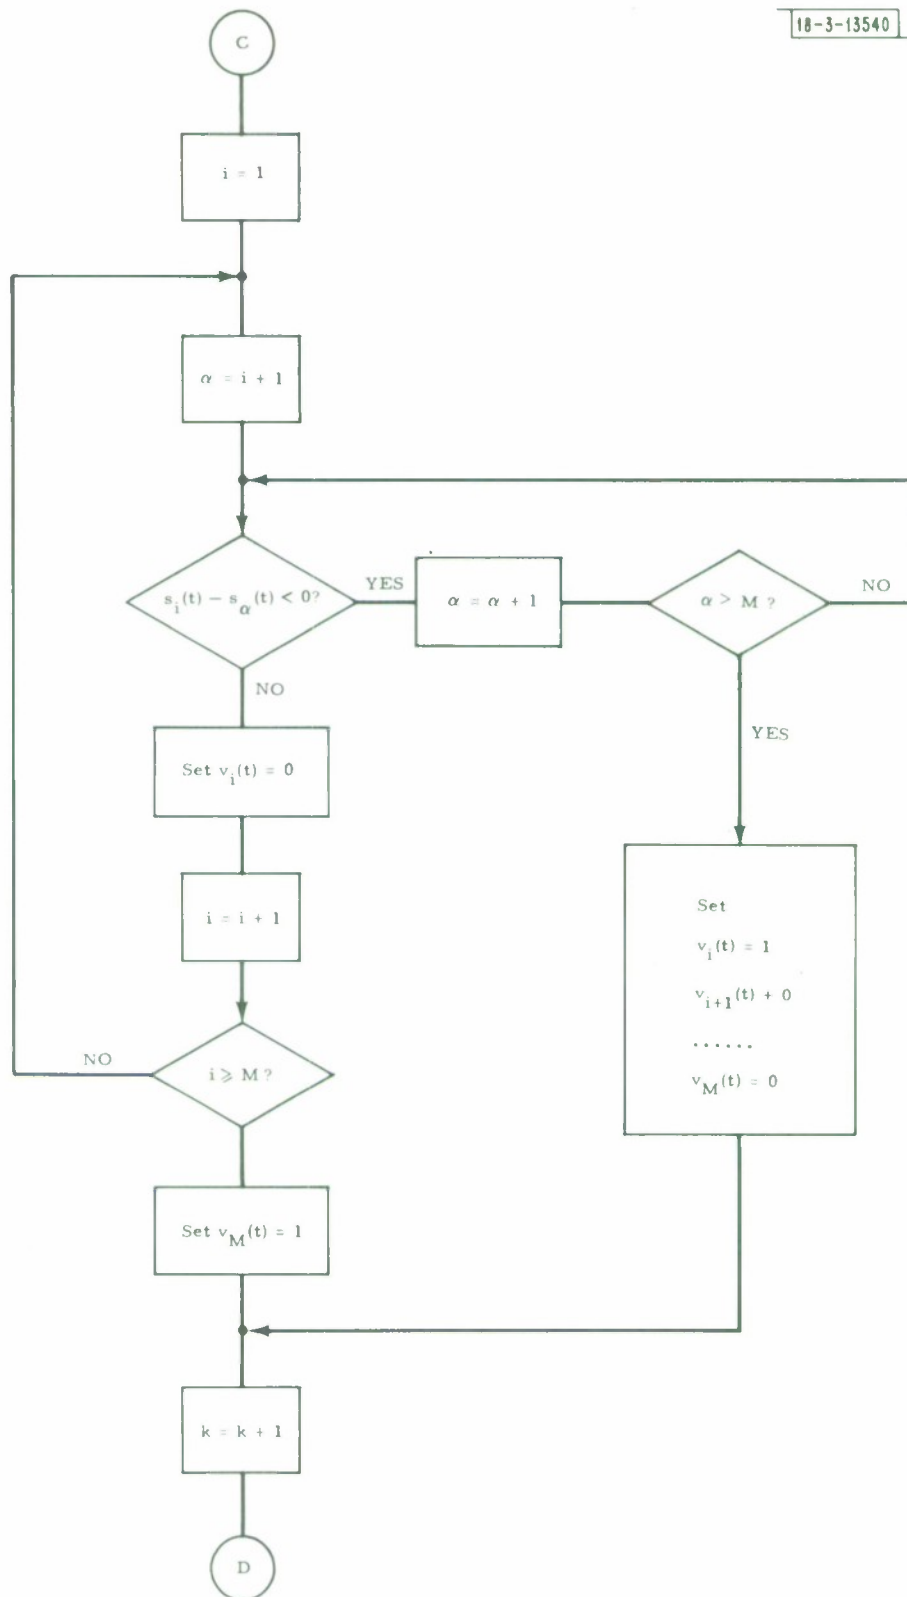 18-3-13540
C
i = 1
α = i + 1
s_i(t) − s_α(t) < 0?
YES
α = α + 1
α > M ?
NO
NO
YES
Set v_i(t) = 0
i = i + 1
Set
v_i(t) = 1
v_{i+1}(t) + 0
......
v_M(t) = 0
NO
i ⩾ M ?
Set v_M(t) = 1
k = k + 1
D